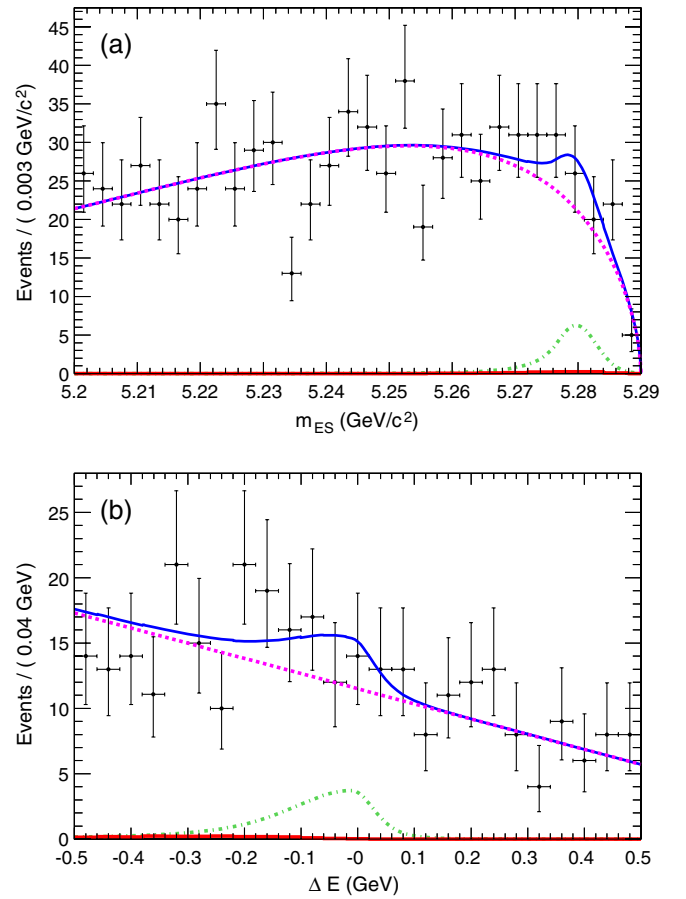 (a)
Events / ( 0.003 GeV/c²)
45
40
35
30
25
20
15
10
5
0
5.2 5.21 5.22 5.23 5.24 5.25 5.26 5.27 5.28 5.29
m_ES (GeV/c²)
(b)
Events / ( 0.04 GeV)
25
20
15
10
5
0
-0.5 -0.4 -0.3 -0.2 -0.1 -0 0.1 0.2 0.3 0.4 0.5
Δ E (GeV)